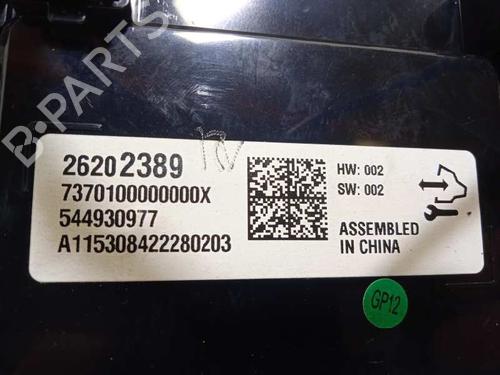 B-PARTS
26202389
7370100000000X
544930977
A115308422280203
HW: 002
SW: 002
ASSEMBLED
IN CHINA
GP12